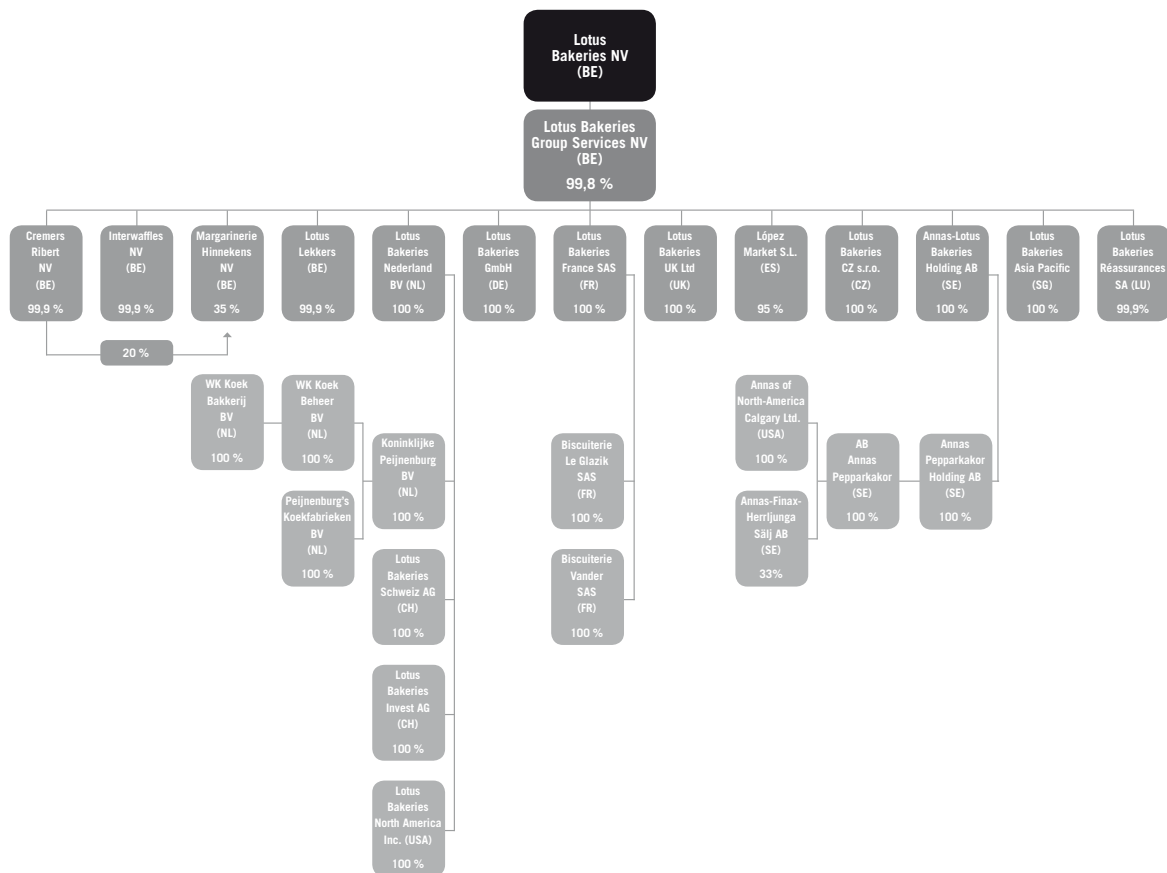 Lotus
Bakeries NV
(BE)
Lotus Bakeries
Group Services NV
(BE)
99,8 %
Cremers
Ribert
NV
(BE)
99,9 %
Interwaffles
NV
(BE)
99,9 %
Margarinerie
Hinnekens
NV
(BE)
35 %
Lotus
Lekkers
(BE)
99,9 %
Lotus
Bakeries
Nederland
BV (NL)
100 %
Lotus
Bakeries
GmbH
(DE)
100 %
Lotus
Bakeries
France SAS
(FR)
100 %
Lotus
Bakeries
UK Ltd
(UK)
100 %
López
Market S.L.
(ES)
95 %
Lotus
Bakeries
CZ s.r.o.
(CZ)
100 %
Annas-Lotus
Bakeries
Holding AB
(SE)
100 %
Lotus
Bakeries
Asia Pacific
(SG)
100 %
Lotus
Bakeries
Réassurances
SA (LU)
99,9%
20 %
WK Koek
Bakkerij
BV
(NL)
100 %
WK Koek
Beheer
BV
(NL)
100 %
Peijnenburg's
Koekfabrieken
BV
(NL)
100 %
Koninklijke
Peijnenburg
BV
(NL)
100 %
Lotus
Bakeries
Schweiz AG
(CH)
100 %
Lotus
Bakeries
Invest AG
(CH)
100 %
Lotus
Bakeries
North America
Inc. (USA)
100 %
Biscuiterie
Le Glazik
SAS
(FR)
100 %
Biscuiterie
Vander
SAS
(FR)
100 %
Annas of
North-America
Calgary Ltd.
(USA)
100 %
Annas-Finax-
Herrljunga
Sälj AB
(SE)
33%
AB
Annas
Pepparkakor
(SE)
100 %
Annas
Pepparkakor
Holding AB
(SE)
100 %